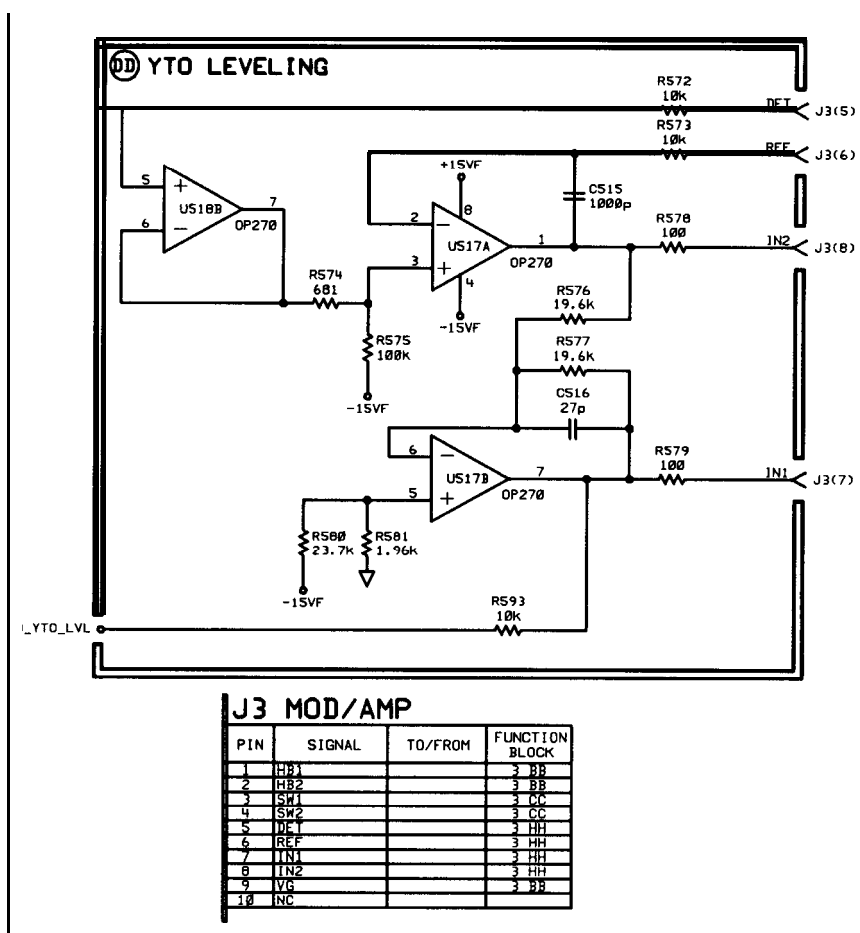 DD YTO LEVELING
R572
10k
DET
J3(5)
R573
10k
REF
J3(6)
+15VF
5
+
U518B
7
6
−
OP270
2
−
8
U517A
1
3
+
4
OP270
C515
1000p
R578
100
IN2
J3(8)
R574
681
-15VF
R576
19.6k
R575
100k
R577
19.6k
-15VF
C516
27p
6
−
U517B
7
5
+
OP270
R579
100
IN1
J3(7)
R580
23.7k
R581
1.96k
-15VF
R593
10k
_YTO_LVL
J3 MOD/AMP
PIN SIGNAL TO/FROM FUNCTION BLOCK
1 HB1 3 BB
2 HB2 3 BB
3 SW1 3 CC
4 SW2 3 CC
5 DET 3 HH
6 REF 3 HH
7 IN1 3 HH
8 IN2 3 HH
9 VG 3 BB
10 NC